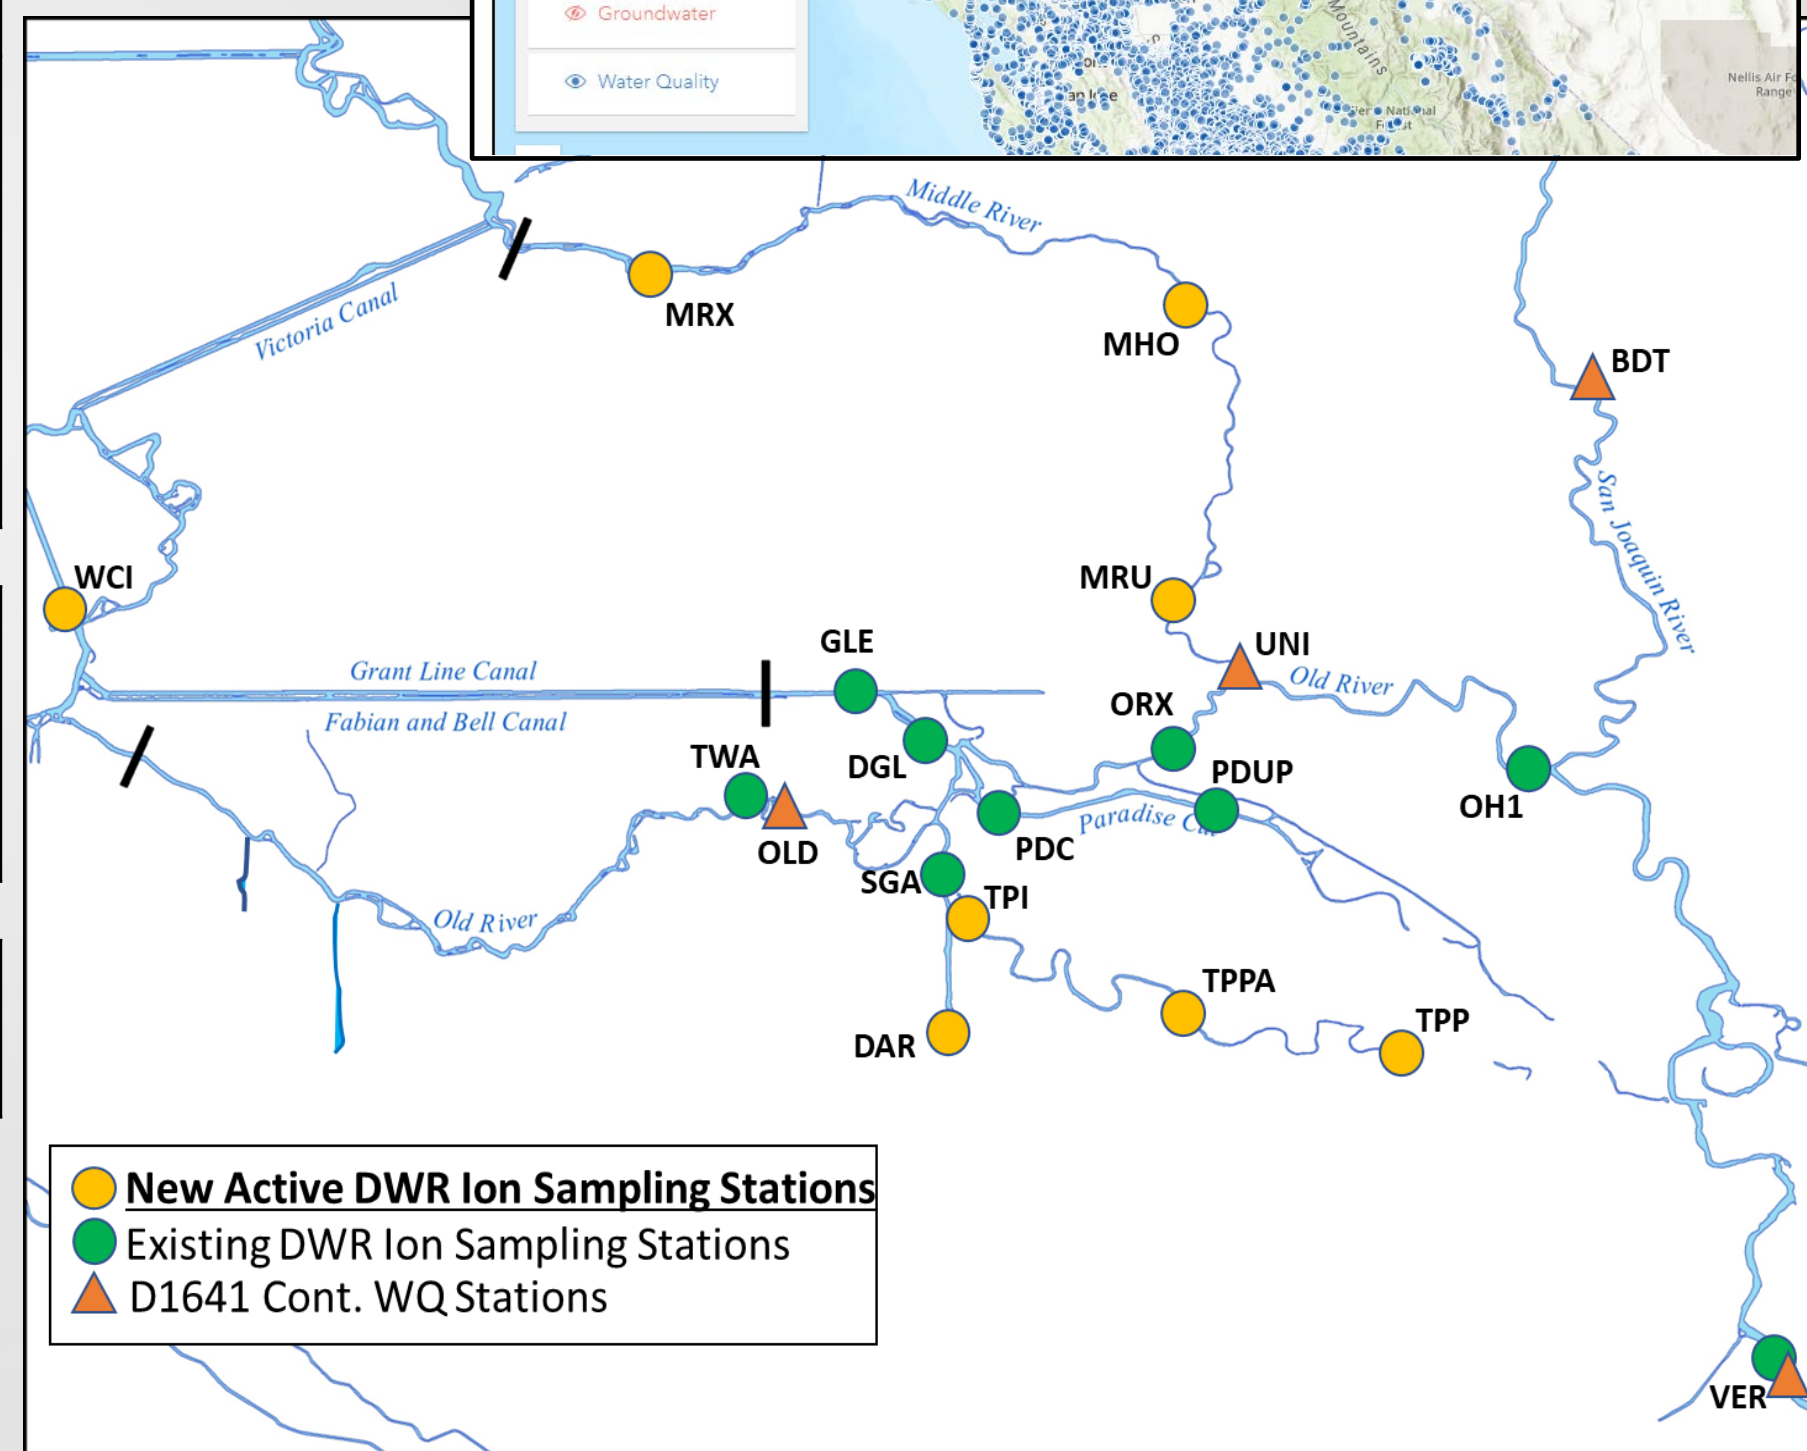 Groundwater
Water Quality
Mountains
Nellis Air Fo
Range
Middle River
Victoria Canal
MRX
MHO
BDT
San Joaquin River
WCI
MRU
GLE
UNI
Grant Line Canal
Old River
ORX
Fabian and Bell Canal
TWA
DGL
PDUP
OH1
Paradise C
OLD
PDC
SGA
TPI
Old River
TPPA
TPP
DAR
New Active DWR Ion Sampling Stations
Existing DWR Ion Sampling Stations
D1641 Cont. WQ Stations
VER